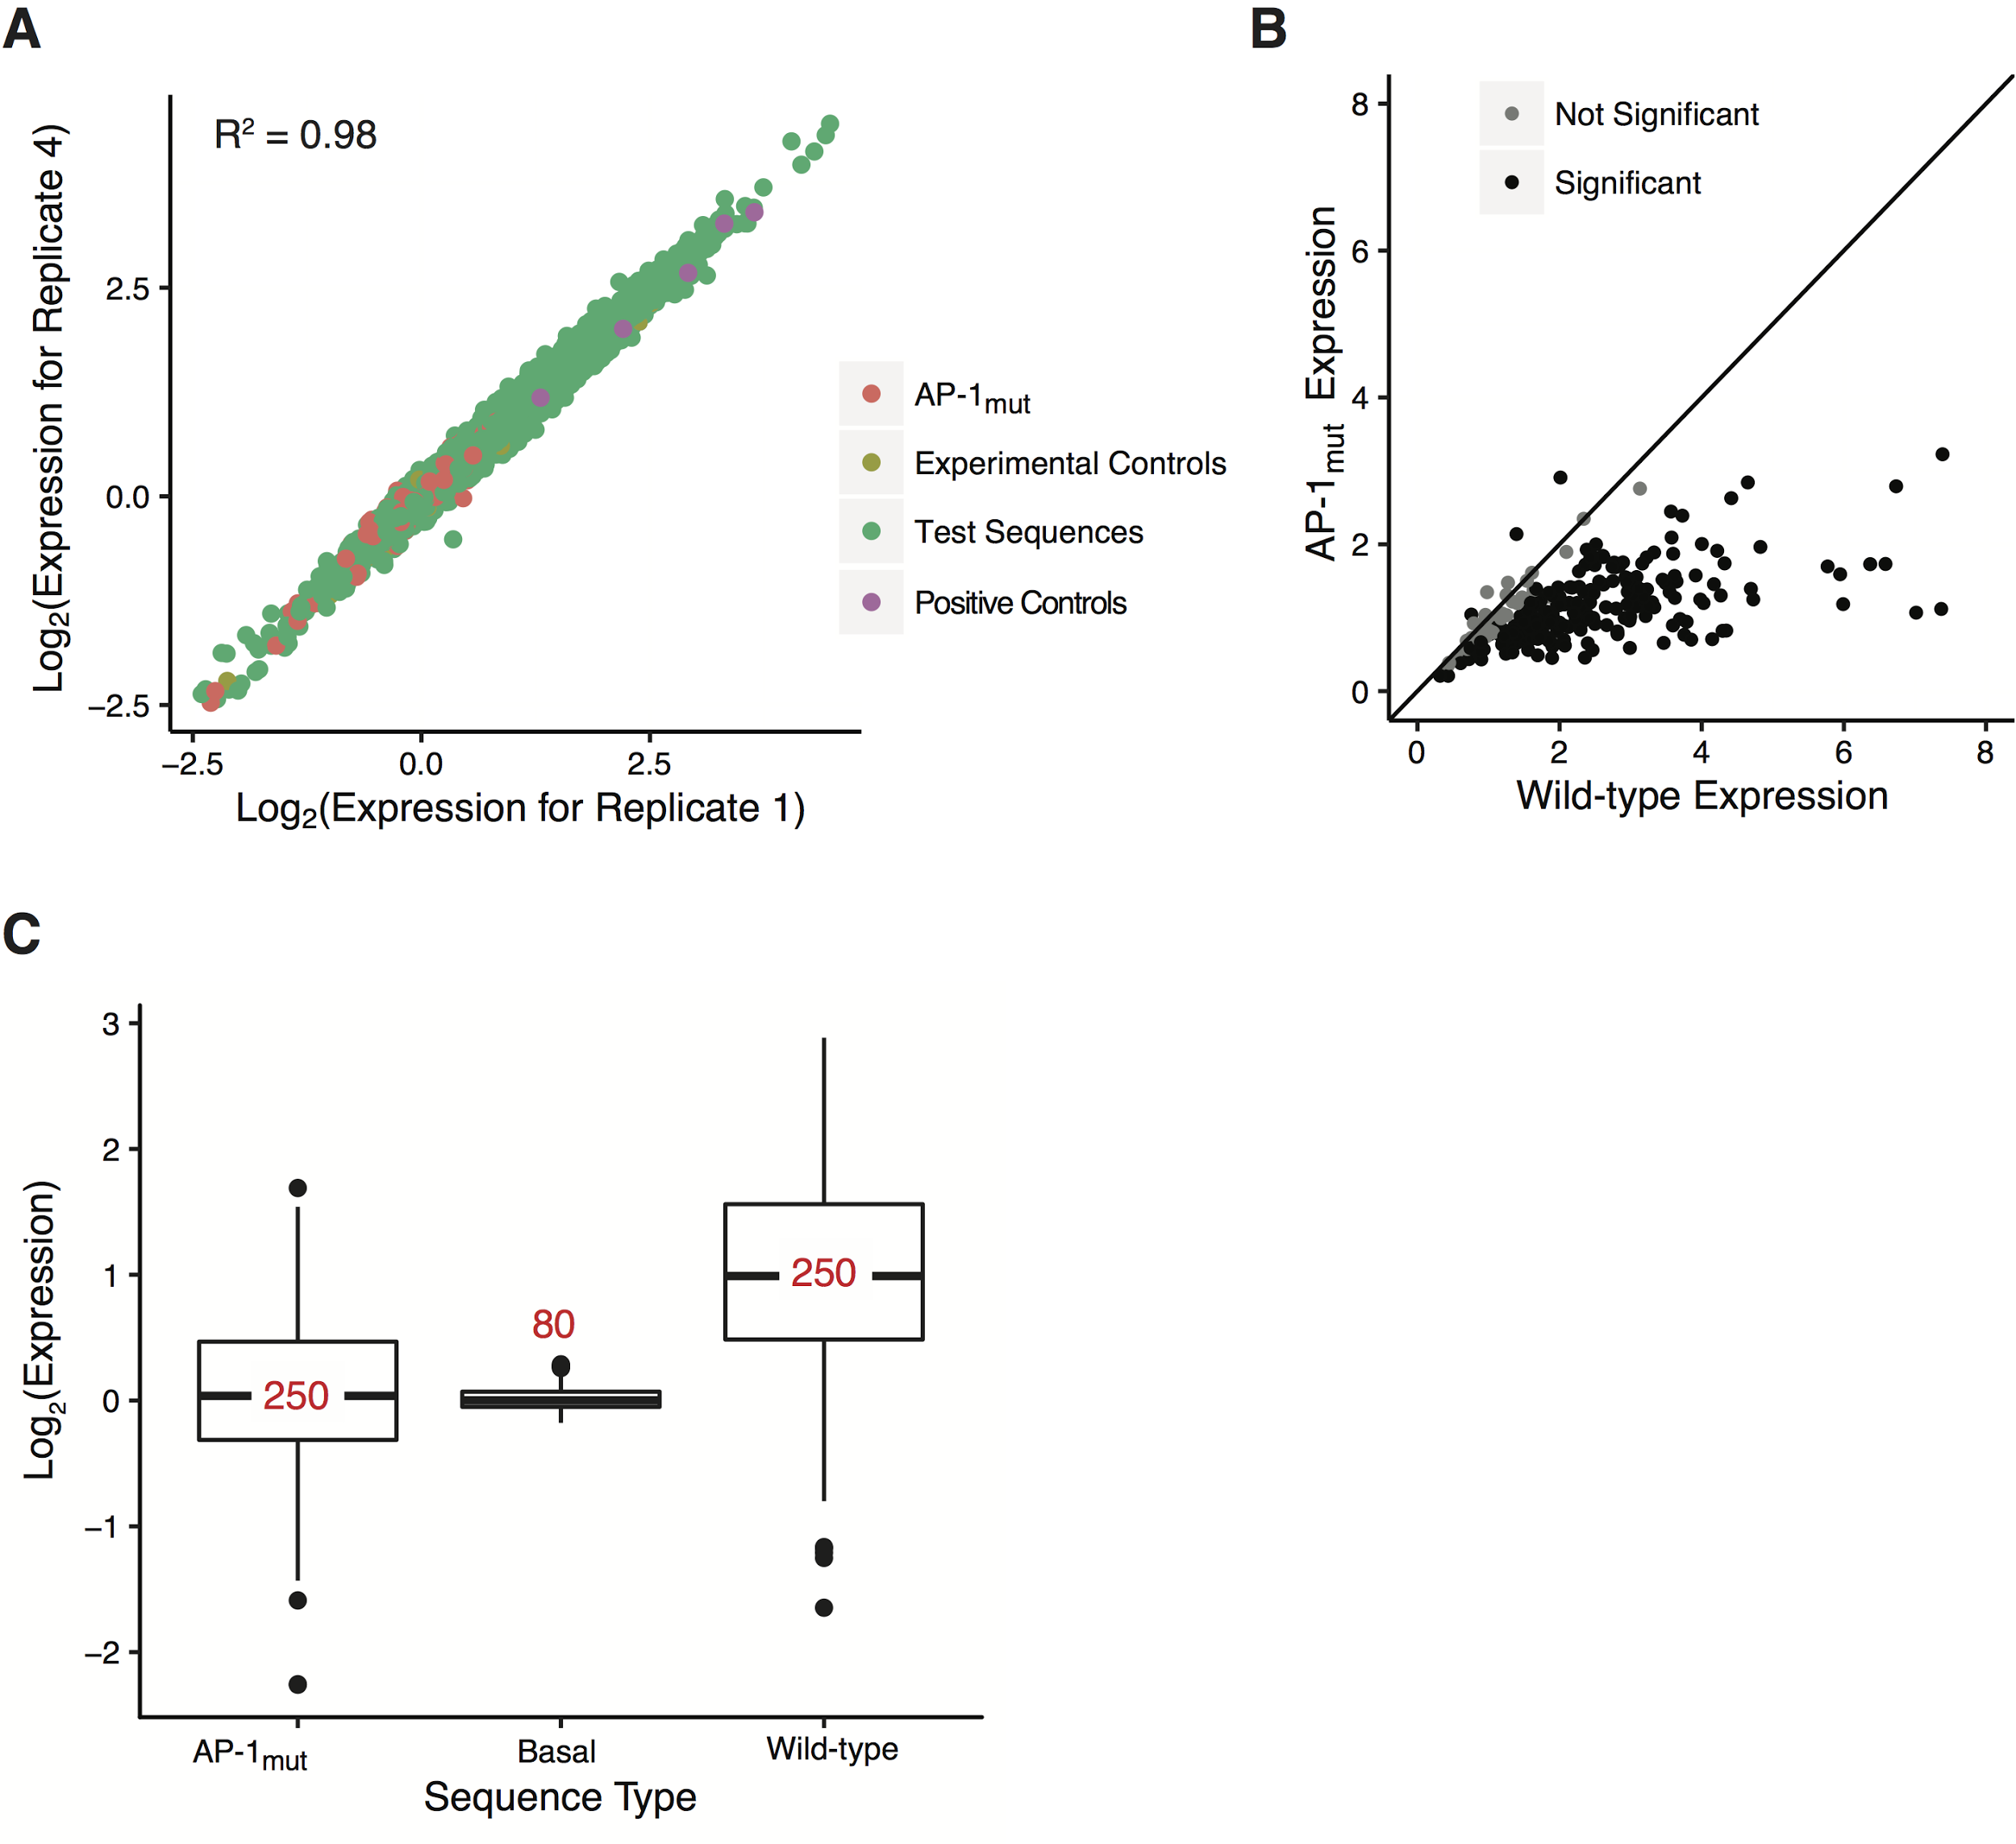 A
R² = 0.98
Log₂(Expression for Replicate 4)
2.5
0.0
−2.5
−2.5
0.0
2.5
Log₂(Expression for Replicate 1)
AP-1mut
Experimental Controls
Test Sequences
Positive Controls
B
Not Significant
Significant
AP-1mut Expression
8
6
4
2
0
0
2
4
6
8
Wild-type Expression
C
Log₂(Expression)
3
2
1
0
−1
−2
250
80
250
AP-1mut
Basal
Wild-type
Sequence Type